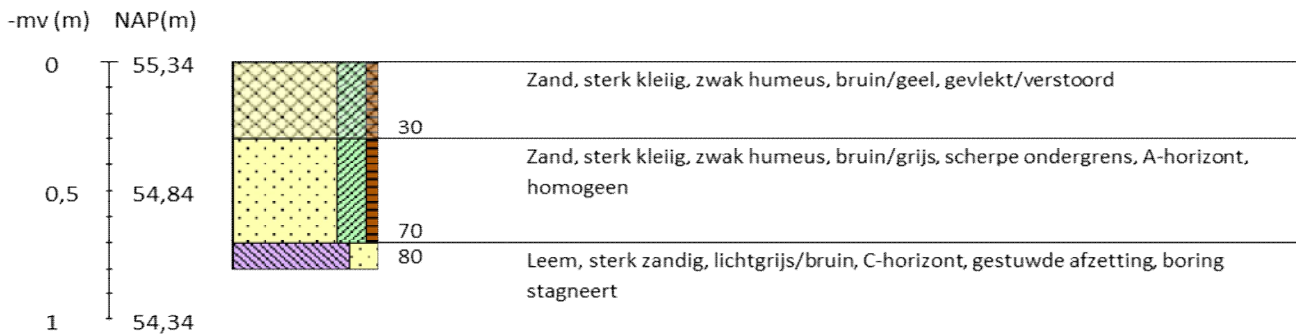 -mv (m) NAP(m)
0 55,34
Zand, sterk kleiig, zwak humeus, bruin/geel, gevlekt/verstoord
30
Zand, sterk kleiig, zwak humeus, bruin/grijs, scherpe ondergrens, A-horizont,
homogeen
0,5 54,84
70
80
Leem, sterk zandig, lichtgrijs/bruin, C-horizont, gestuwde afzetting, boring
stagneert
1 54,34